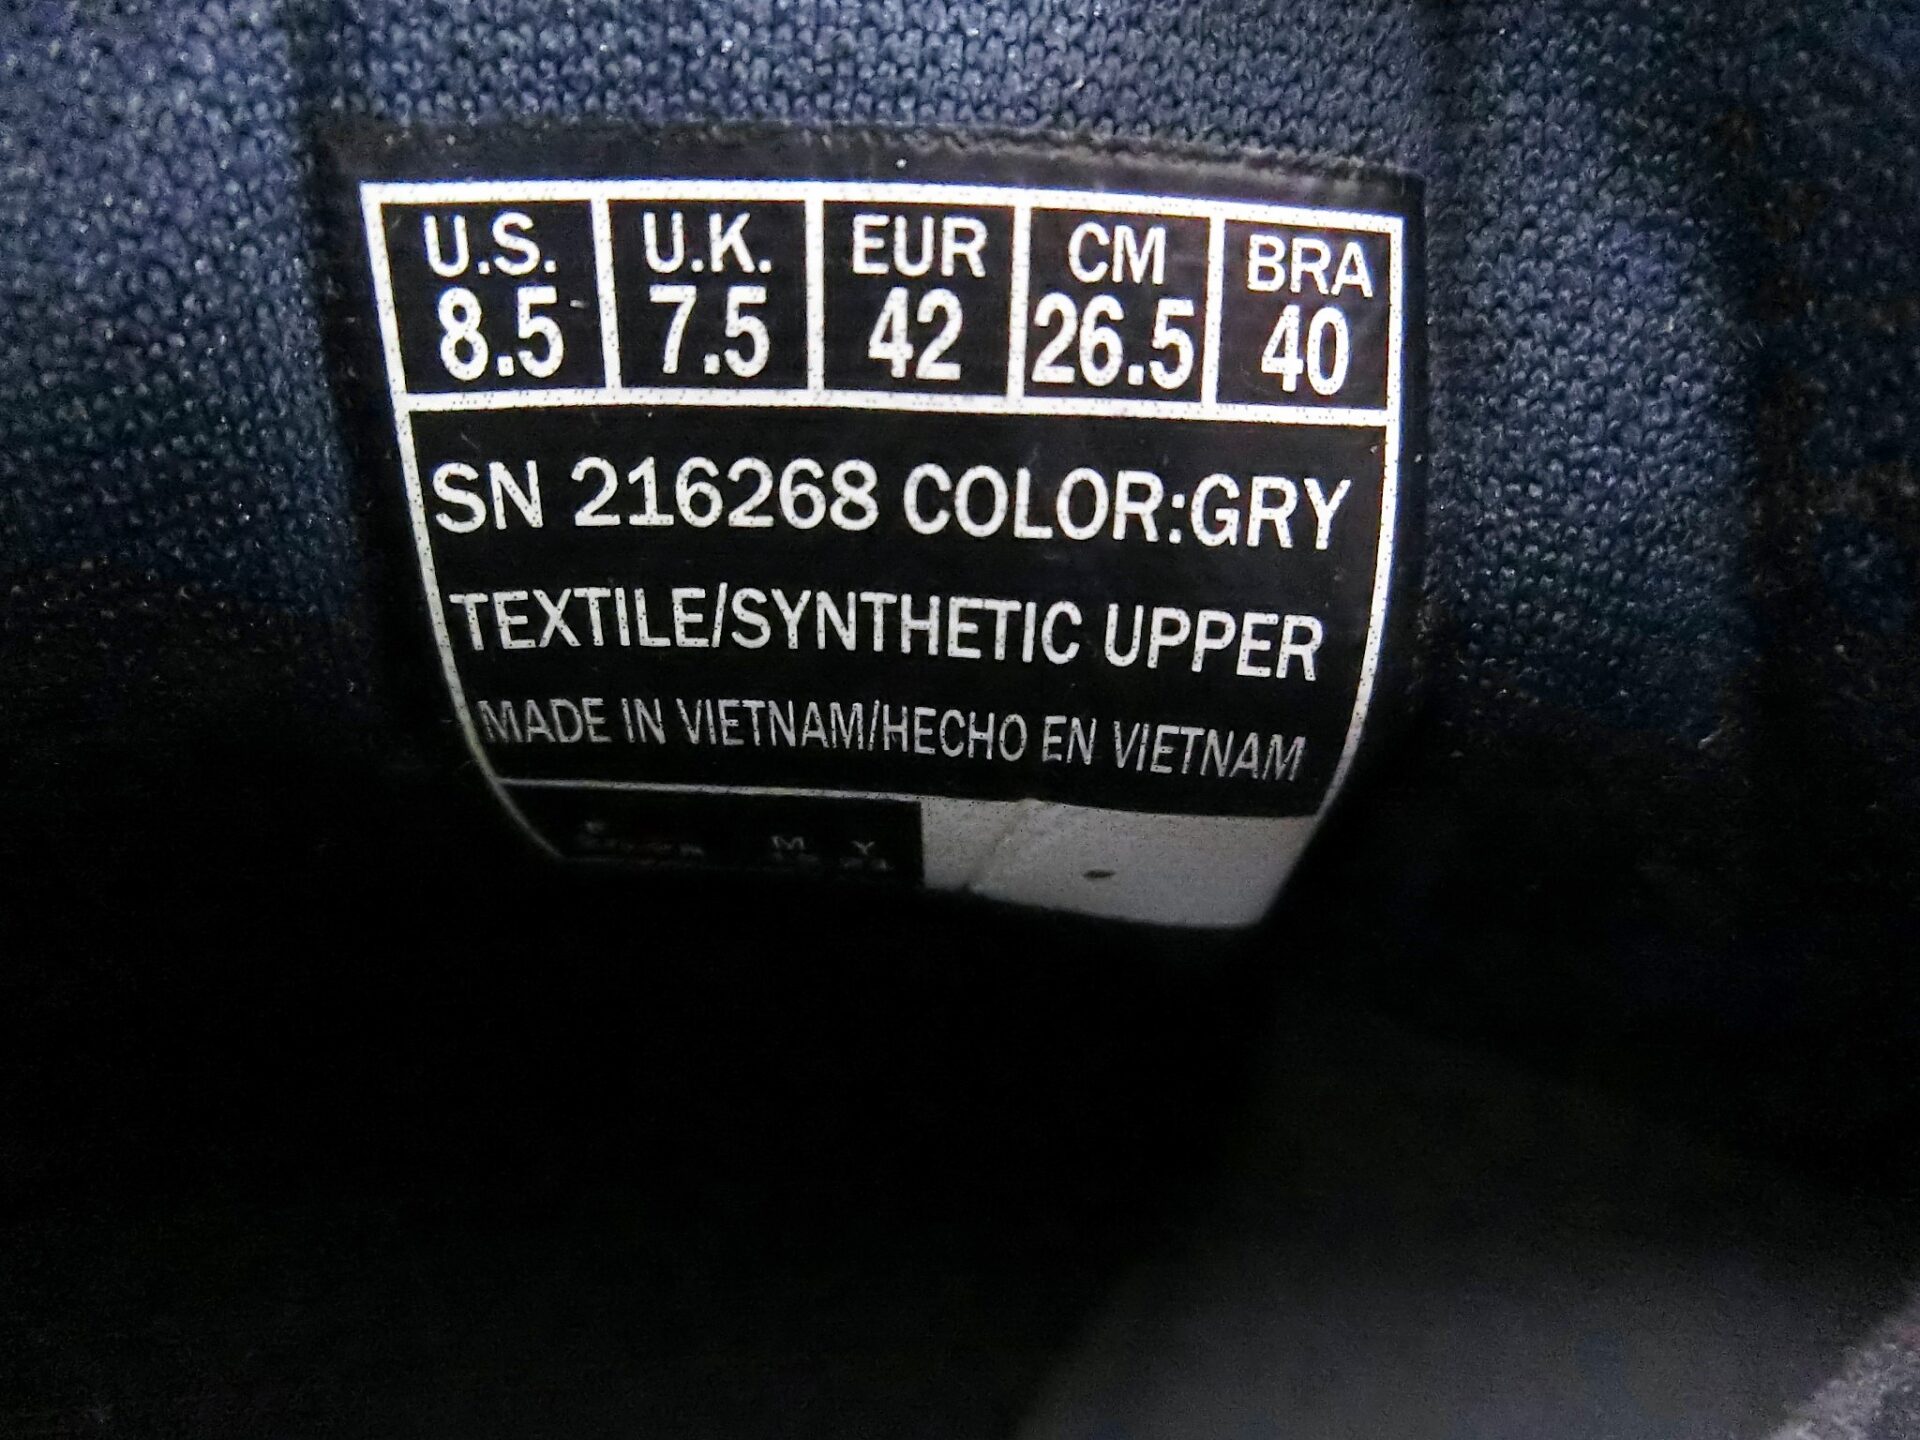 U.S. U.K. EUR CM BRA
8.5 7.5 42 26.5 40
SN 216268 COLOR:GRY
TEXTILE/SYNTHETIC UPPER
MADE IN VIETNAM/HECHO EN VIETNAM
M Y